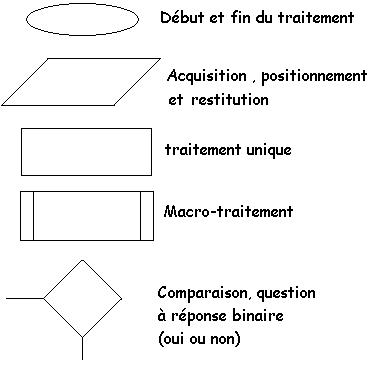 Début et fin du traitement
Acquisition , positionnement
et restitution
traitement unique
Macro-traitement
Comparaison, question
à réponse binaire
(oui ou non)